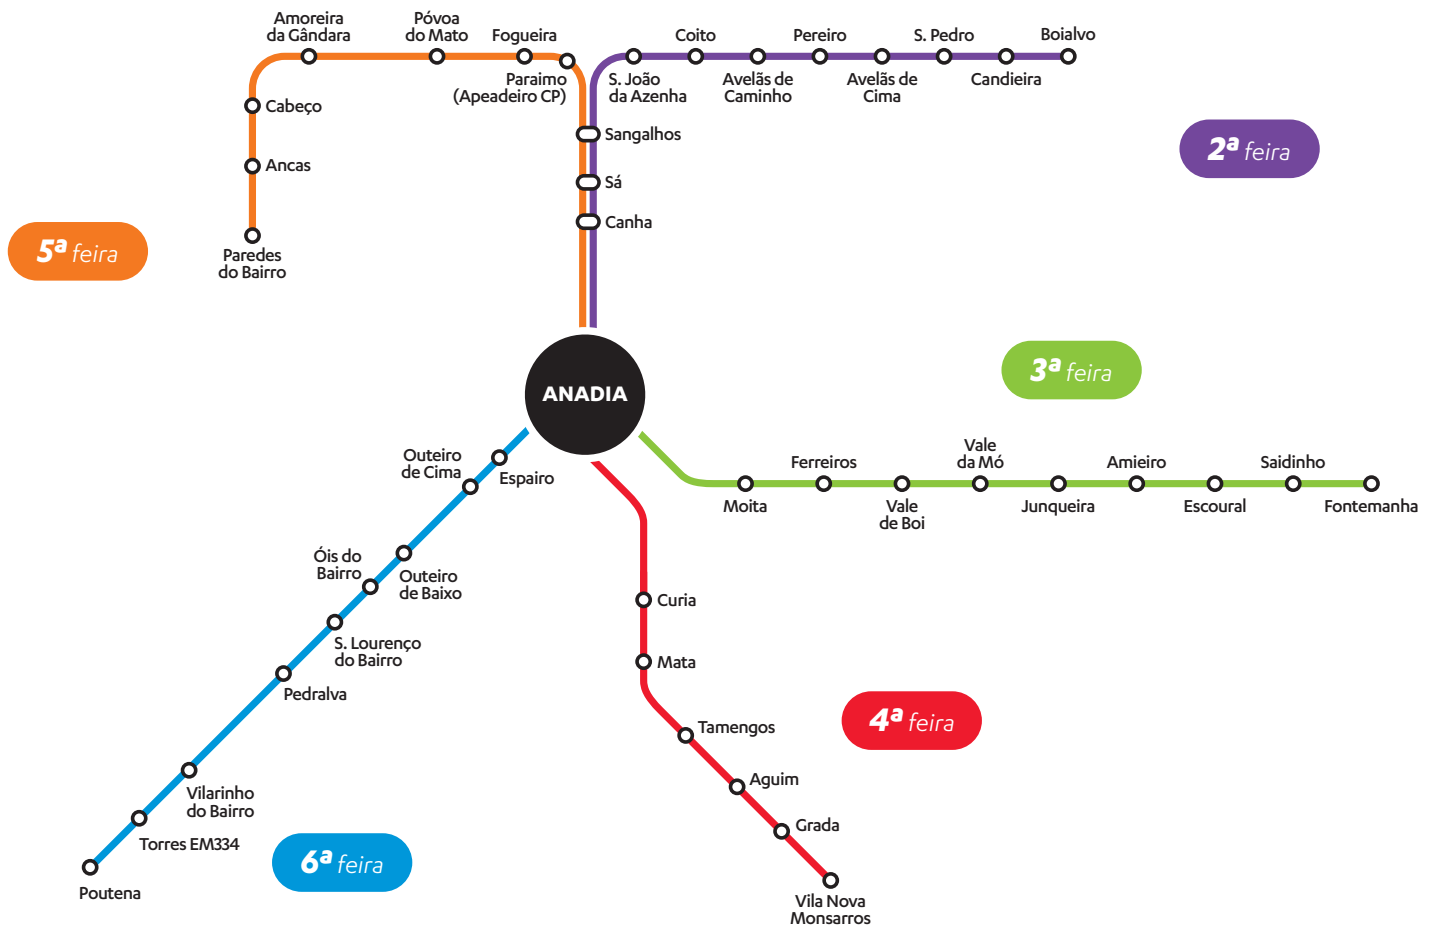 Amoreira
da Gândara
Póvoa
do Mato
Fogueira
Paraimo
(Apeadeiro CP)
Cabeço
Ancas
Paredes
do Bairro
5ª feira
S. João
da Azenha
Coito
Avelãs de
Caminho
Pereiro
Avelãs de
Cima
S. Pedro
Candieira
Boialvo
2ª feira
Sangalhos
Sá
Canha
ANADIA
3ª feira
Moita
Ferreiros
Vale
de Boi
Vale
da Mó
Junqueira
Amieiro
Escoural
Saidinho
Fontemanha
Outeiro
de Cima
Espairo
Óis do
Bairro
Outeiro
de Baixo
S. Lourenço
do Bairro
Pedralva
Vilarinho
do Bairro
Torres EM334
Poutena
6ª feira
Curia
Mata
Tamengos
Aguim
Grada
Vila Nova
Monsarros
4ª feira